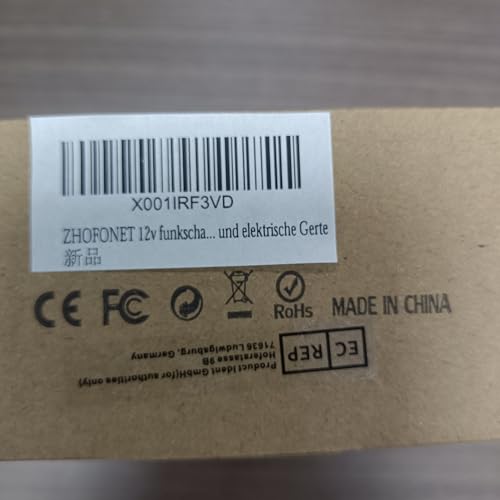 X001IRF3VD
ZHOFONET 12v funkscha... und elektrische Gerte
新品
CE FC
RoHs
MADE IN CHINA
EC REP
Product Ident GmbH(for authorities only)
Hoferstasse 9B
71636 Ludwigsburg, Germany